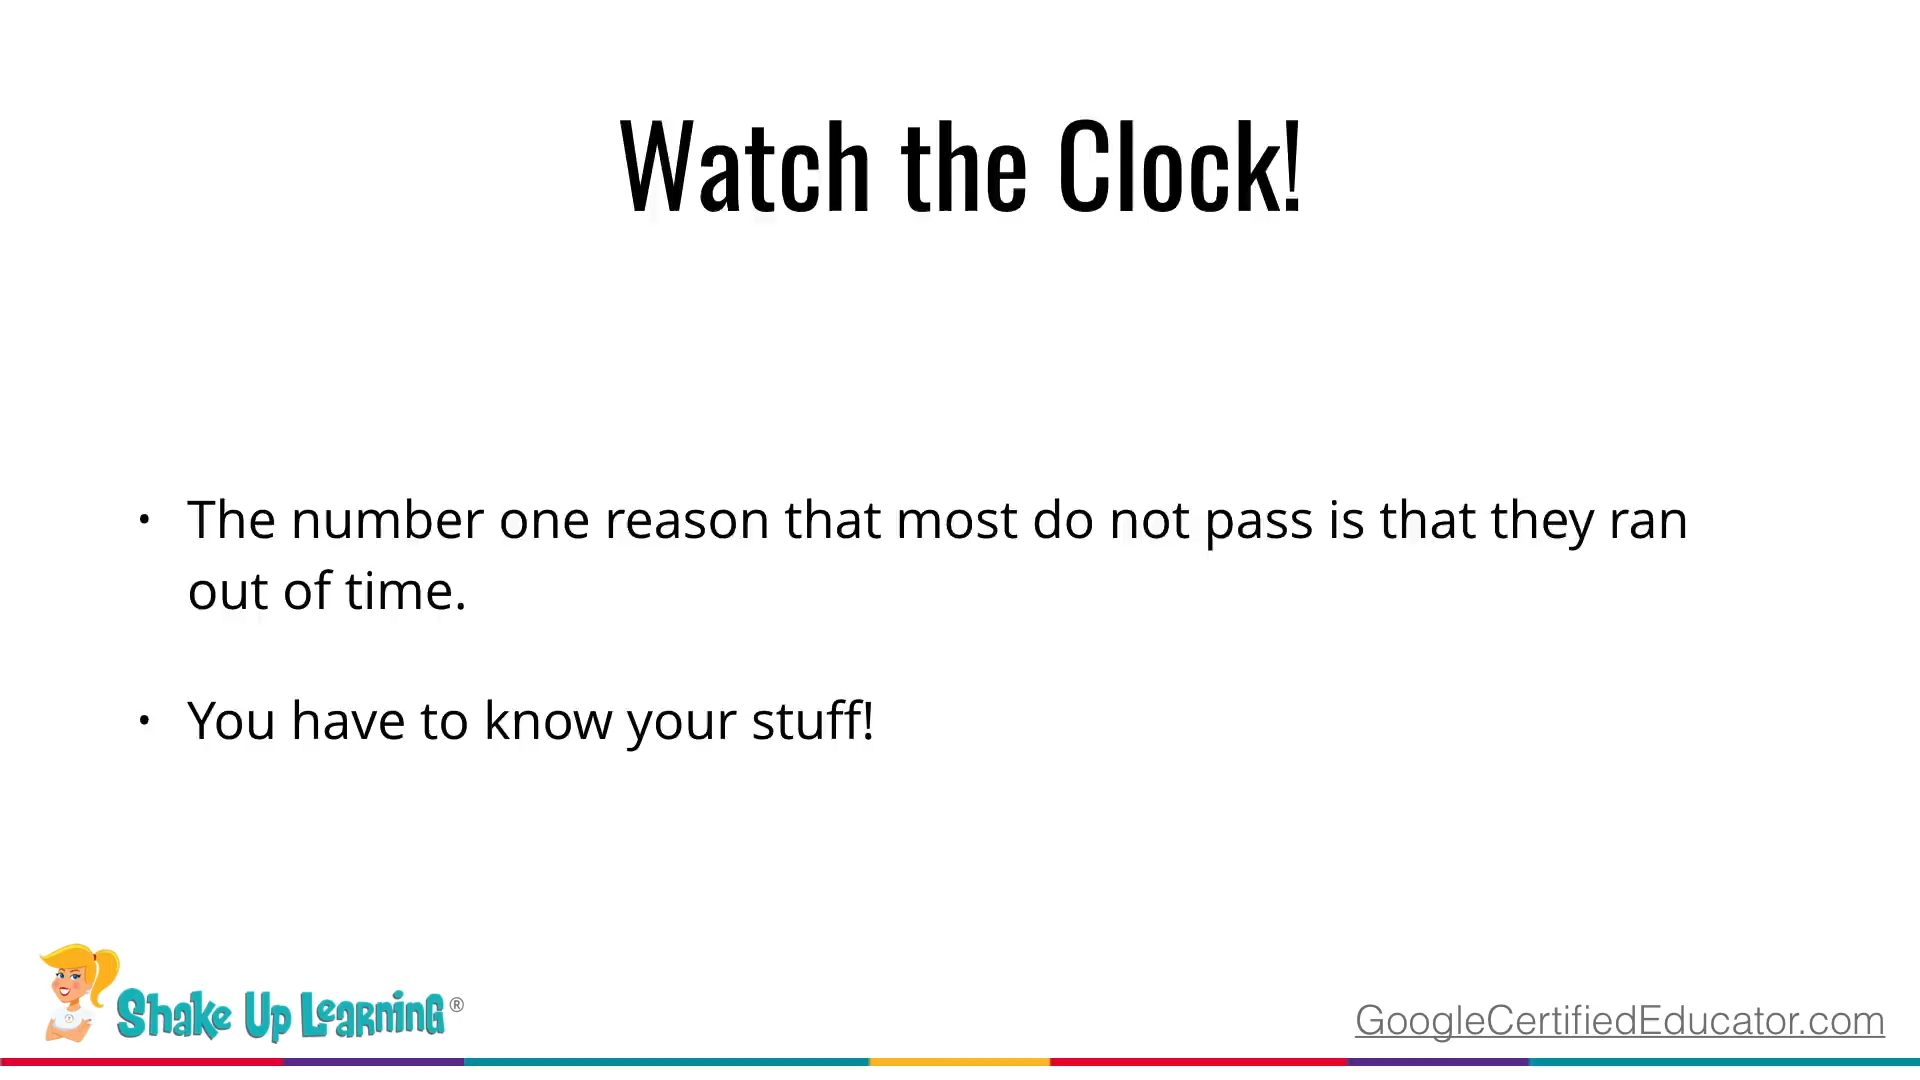 Watch the Clock!
• The number one reason that most do not pass is that they ran
out of time.
• You have to know your stuff!
Shake Up Learning®
GoogleCertifiedEducator.com